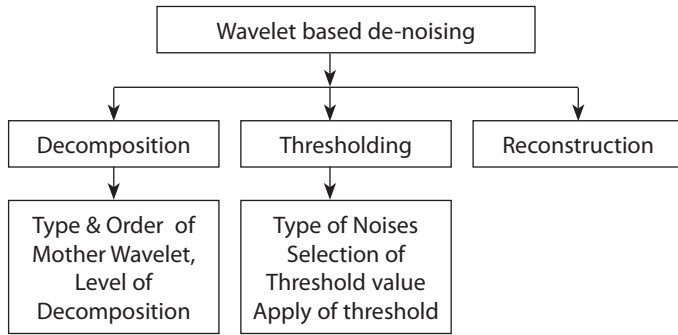 Wavelet based de-noising
Decomposition
Thresholding
Reconstruction
Type & Order of
Mother Wavelet,
Level of
Decomposition
Type of Noises
Selection of
Threshold value
Apply of threshold